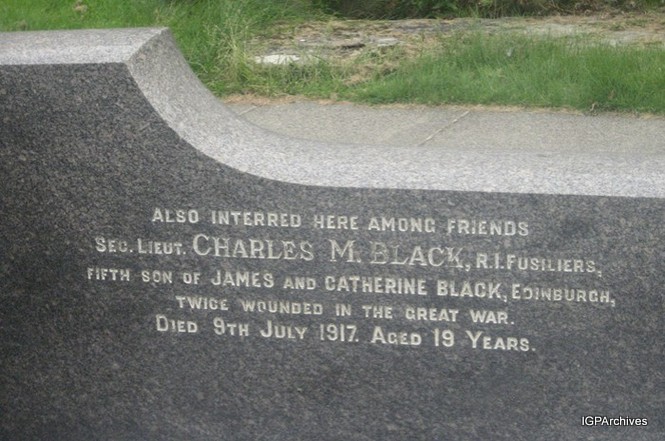 ALSO INTERRED HERE AMONG FRIENDS
SEC. LIEUT. CHARLES M. BLACK, R.I. FUSILIERS,
FIFTH SON OF JAMES AND CATHERINE BLACK, EDINBURGH,
TWICE WOUNDED IN THE GREAT WAR.
DIED 9TH JULY 1917. AGED 19 YEARS.
IGPArchives